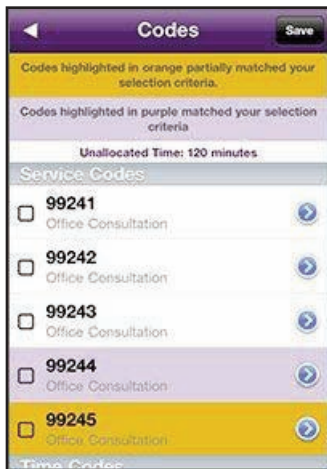 Codes
Save
Codes highlighted in orange partially matched your
selection criteria.
Codes highlighted in purple matched your selection
criteria
Unallocated Time: 120 minutes
Service Codes
99241
Office Consultation
99242
Office Consultation
99243
Office Consultation
99244
Office Consultation
99245
Office Consultation
Time Codes